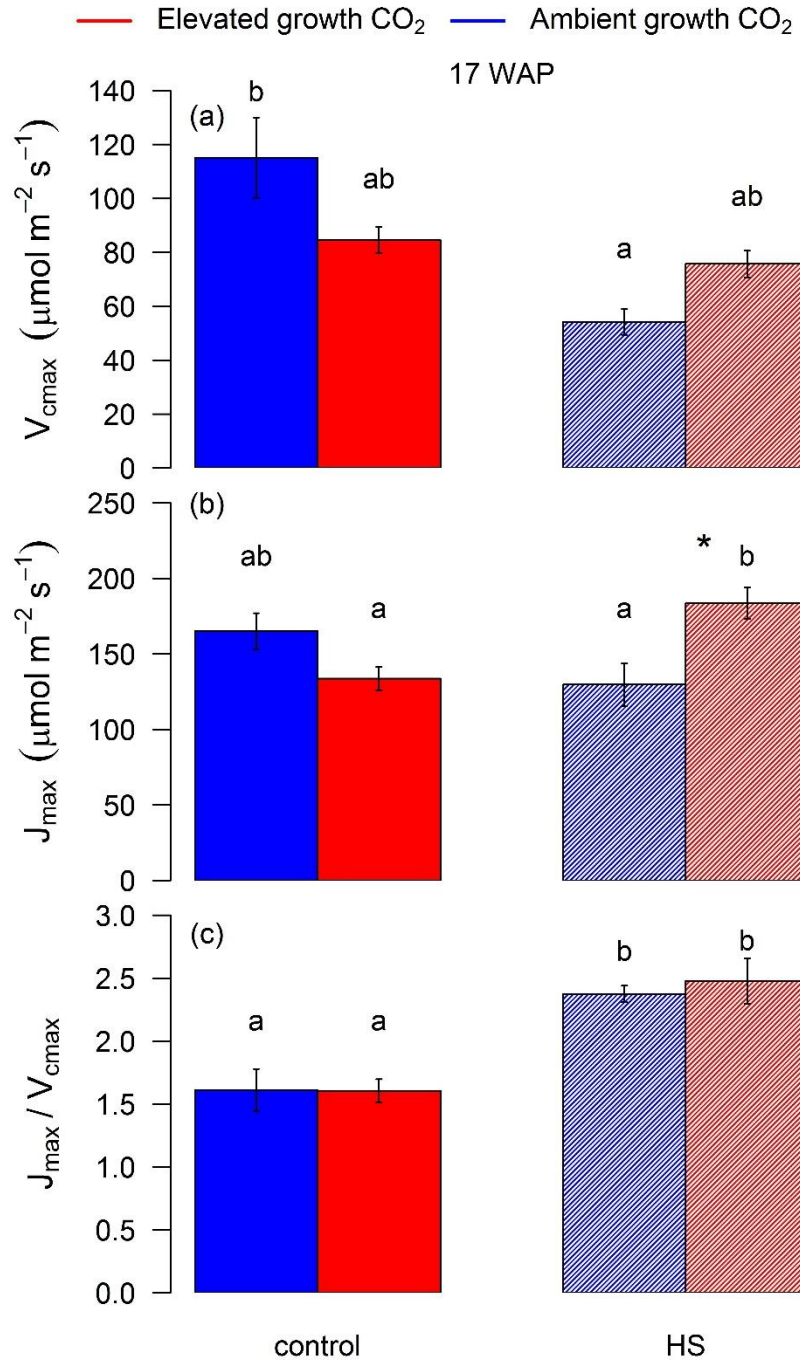 Elevated growth CO₂ Ambient growth CO₂
17 WAP
(a)
Vcmax (μmol m⁻² s⁻¹)
140
120
100
80
60
40
20
0
b
ab
a
ab
(b)
Jmax (μmol m⁻² s⁻¹)
250
200
150
100
50
0
ab
a
a
*
b
(c)
Jmax / Vcmax
3.0
2.5
2.0
1.5
1.0
0.5
0.0
a
a
b
b
control HS